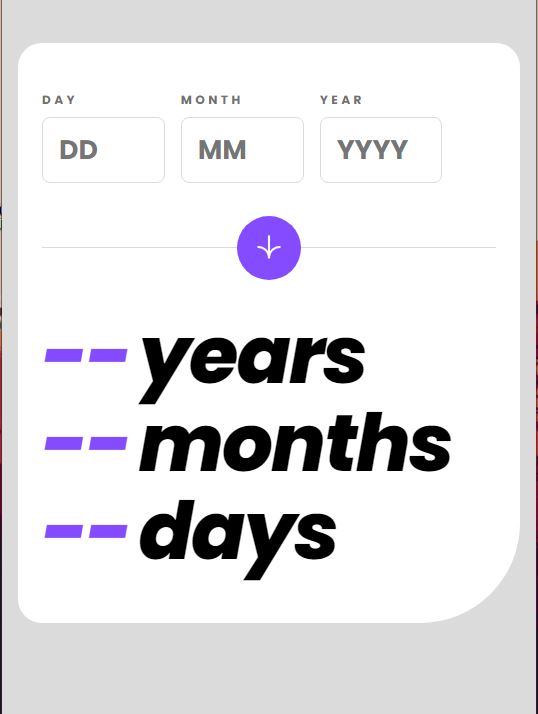 DAY MONTH YEAR
DD MM YYYY
-- years
-- months
-- days